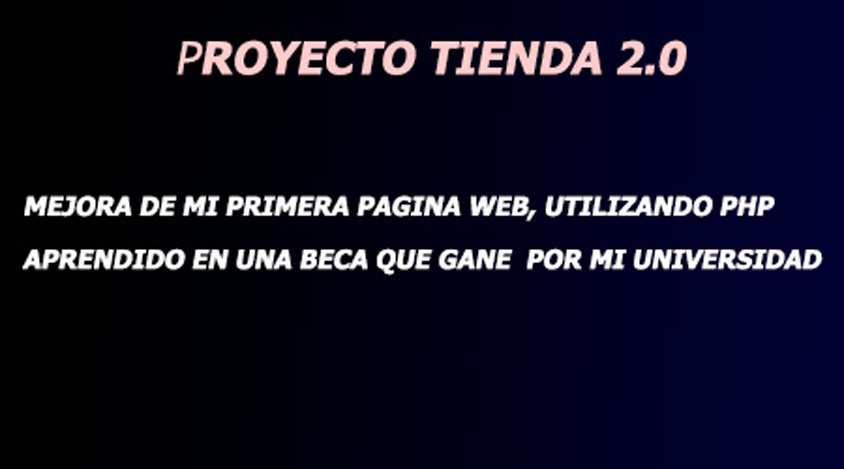 PROYECTO TIENDA 2.0
MEJORA DE MI PRIMERA PAGINA WEB, UTILIZANDO PHP
APRENDIDO EN UNA BECA QUE GANE POR MI UNIVERSIDAD